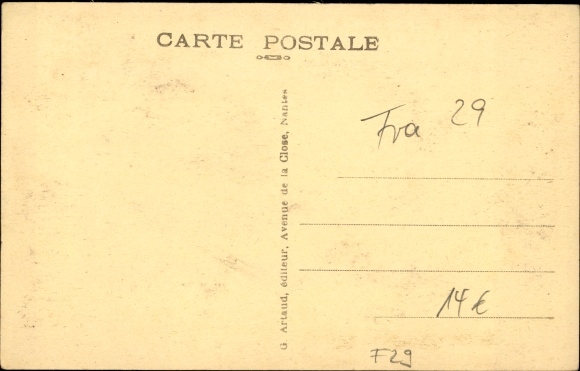 CARTE POSTALE
G Artaud, éditeur, Avenue de la Close, Nantes
Fra 29
14 €
F29